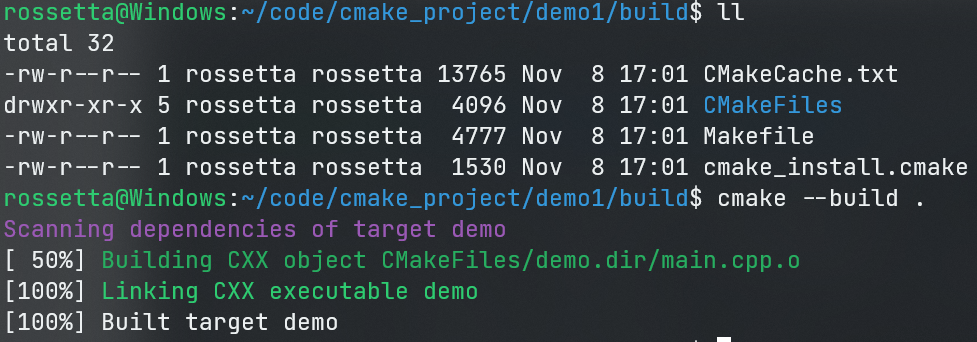 rossetta@Windows:~/code/cmake_project/demo1/build$ ll
total 32
-rw-r--r-- 1 rossetta rossetta 13765 Nov  8 17:01 CMakeCache.txt
drwxr-xr-x 5 rossetta rossetta  4096 Nov  8 17:01 CMakeFiles
-rw-r--r-- 1 rossetta rossetta  4777 Nov  8 17:01 Makefile
-rw-r--r-- 1 rossetta rossetta  1530 Nov  8 17:01 cmake_install.cmake
rossetta@Windows:~/code/cmake_project/demo1/build$ cmake --build .
Scanning dependencies of target demo
[ 50%] Building CXX object CMakeFiles/demo.dir/main.cpp.o
[100%] Linking CXX executable demo
[100%] Built target demo